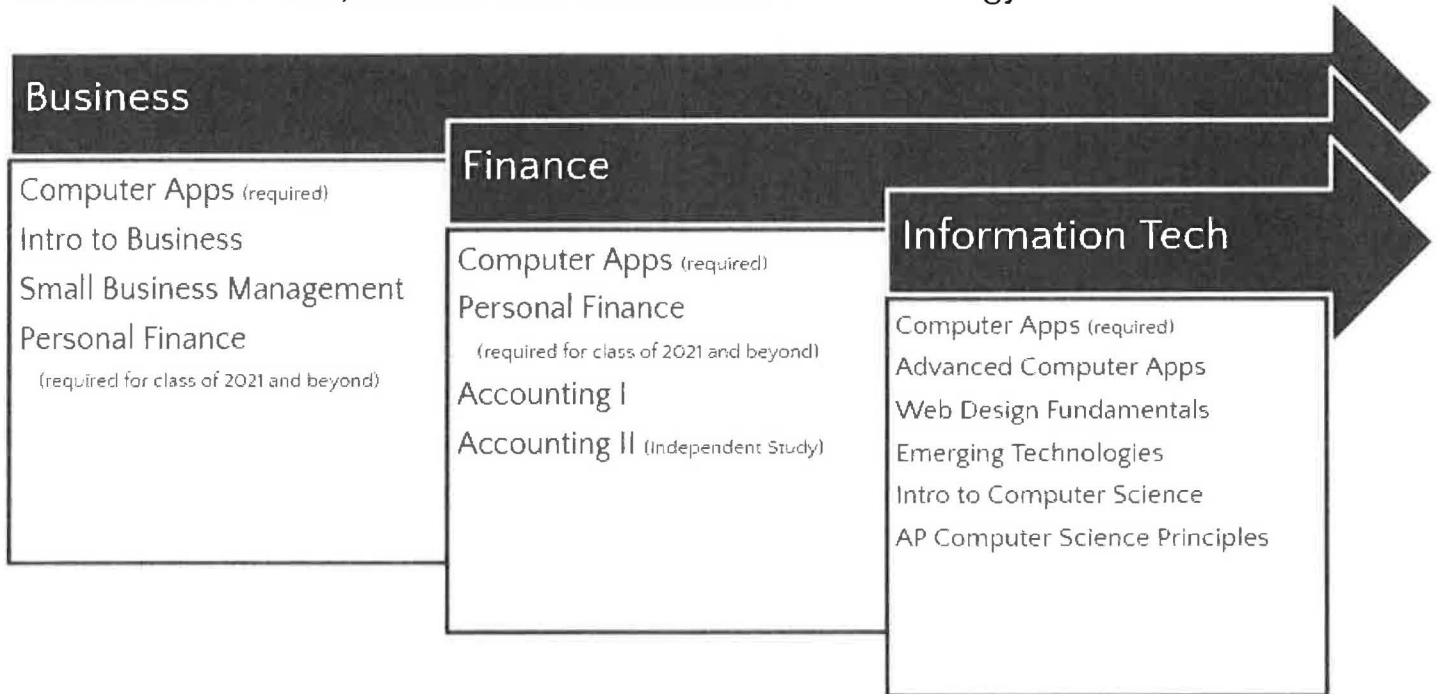 Business
Computer Apps (required)
Intro to Business
Small Business Management
Personal Finance
(required for class of 2021 and beyond)
Finance
Computer Apps (required)
Personal Finance
(required for class of 2021 and beyond)
Accounting I
Accounting II (Independent Study)
Information Tech
Computer Apps (required)
Advanced Computer Apps
Web Design Fundamentals
Emerging Technologies
Intro to Computer Science
AP Computer Science Principles